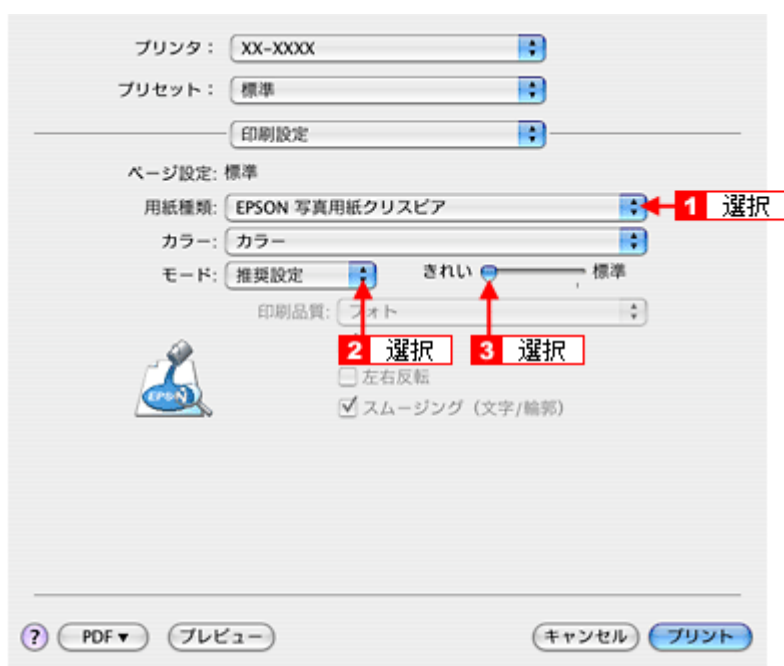 プリンタ： XX-XXXX
プリセット： 標準
印刷設定
ページ設定: 標準
用紙種類: EPSON 写真用紙クリスピア
1 選択
カラー: カラー
モード: 推奨設定 きれい 標準
印刷品質: フォト
2 選択 3 選択
左右反転
EPSON
スムージング（文字/輪郭）
? PDF▼ プレビュー キャンセル プリント